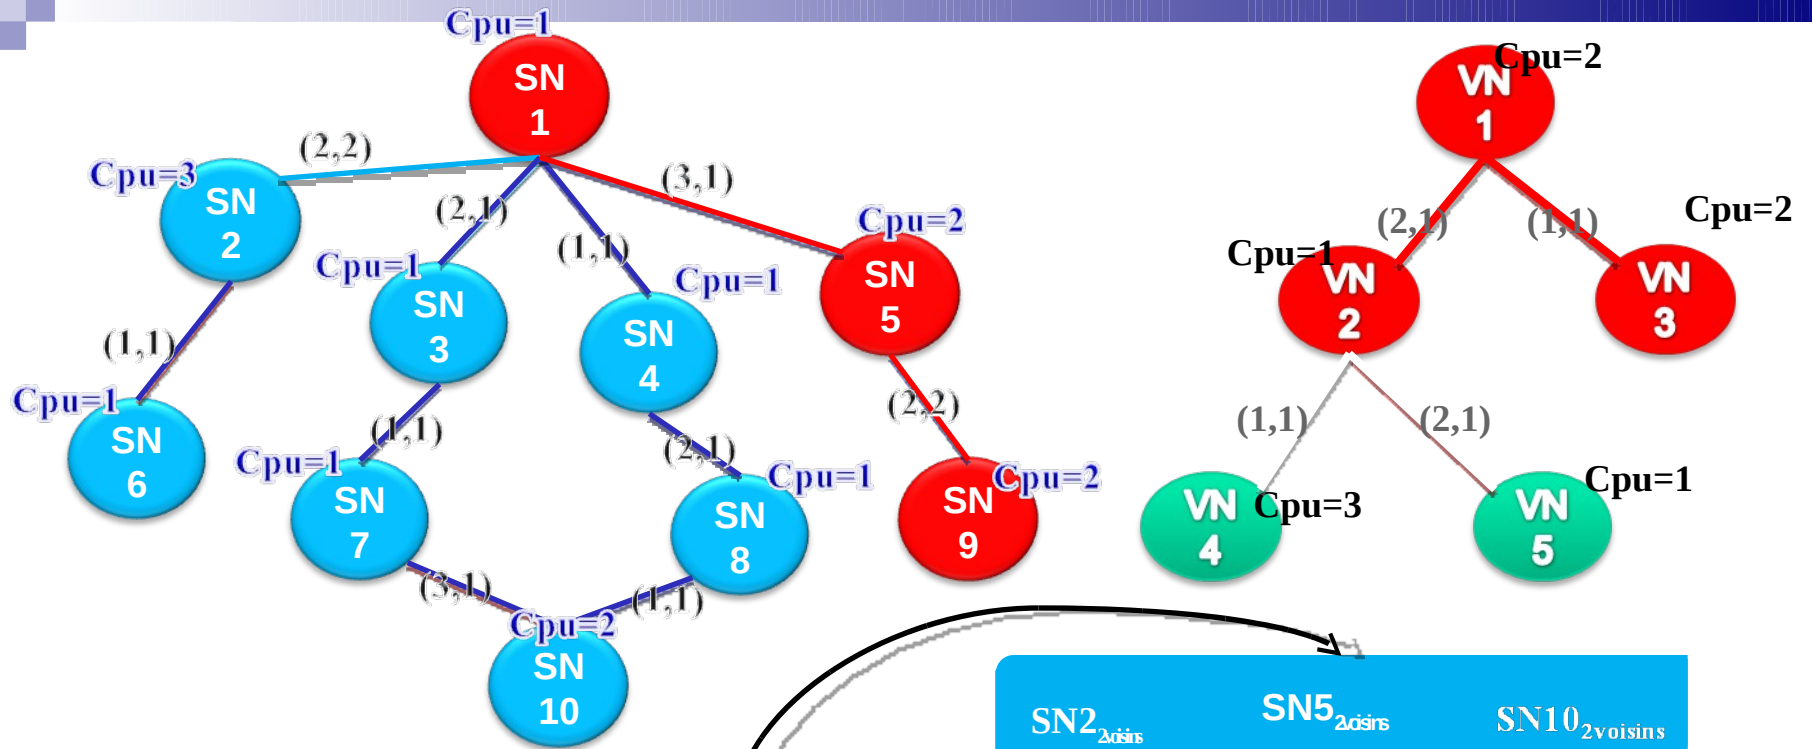 Cpu=1
SN
1
(2,2)
Cpu=3
SN
2
(2,1)
(1,1)
(3,1)
Cpu=1
SN
3
Cpu=1
SN
4
Cpu=2
SN
5
(1,1)
Cpu=1
SN
6
(1,1)
Cpu=1
SN
7
(2,1)
Cpu=1
SN
8
(2,2)
Cpu=2
SN
9
(3,1)
(1,1)
Cpu=2
SN
10
Cpu=2
VN
1
(2,1)
(1,1)
Cpu=1
VN
2
Cpu=2
VN
3
(1,1)
(2,1)
VN
4
Cpu=3
Cpu=1
VN
5
SN2 2voisins
SN5 2voisins
SN10 2voisins